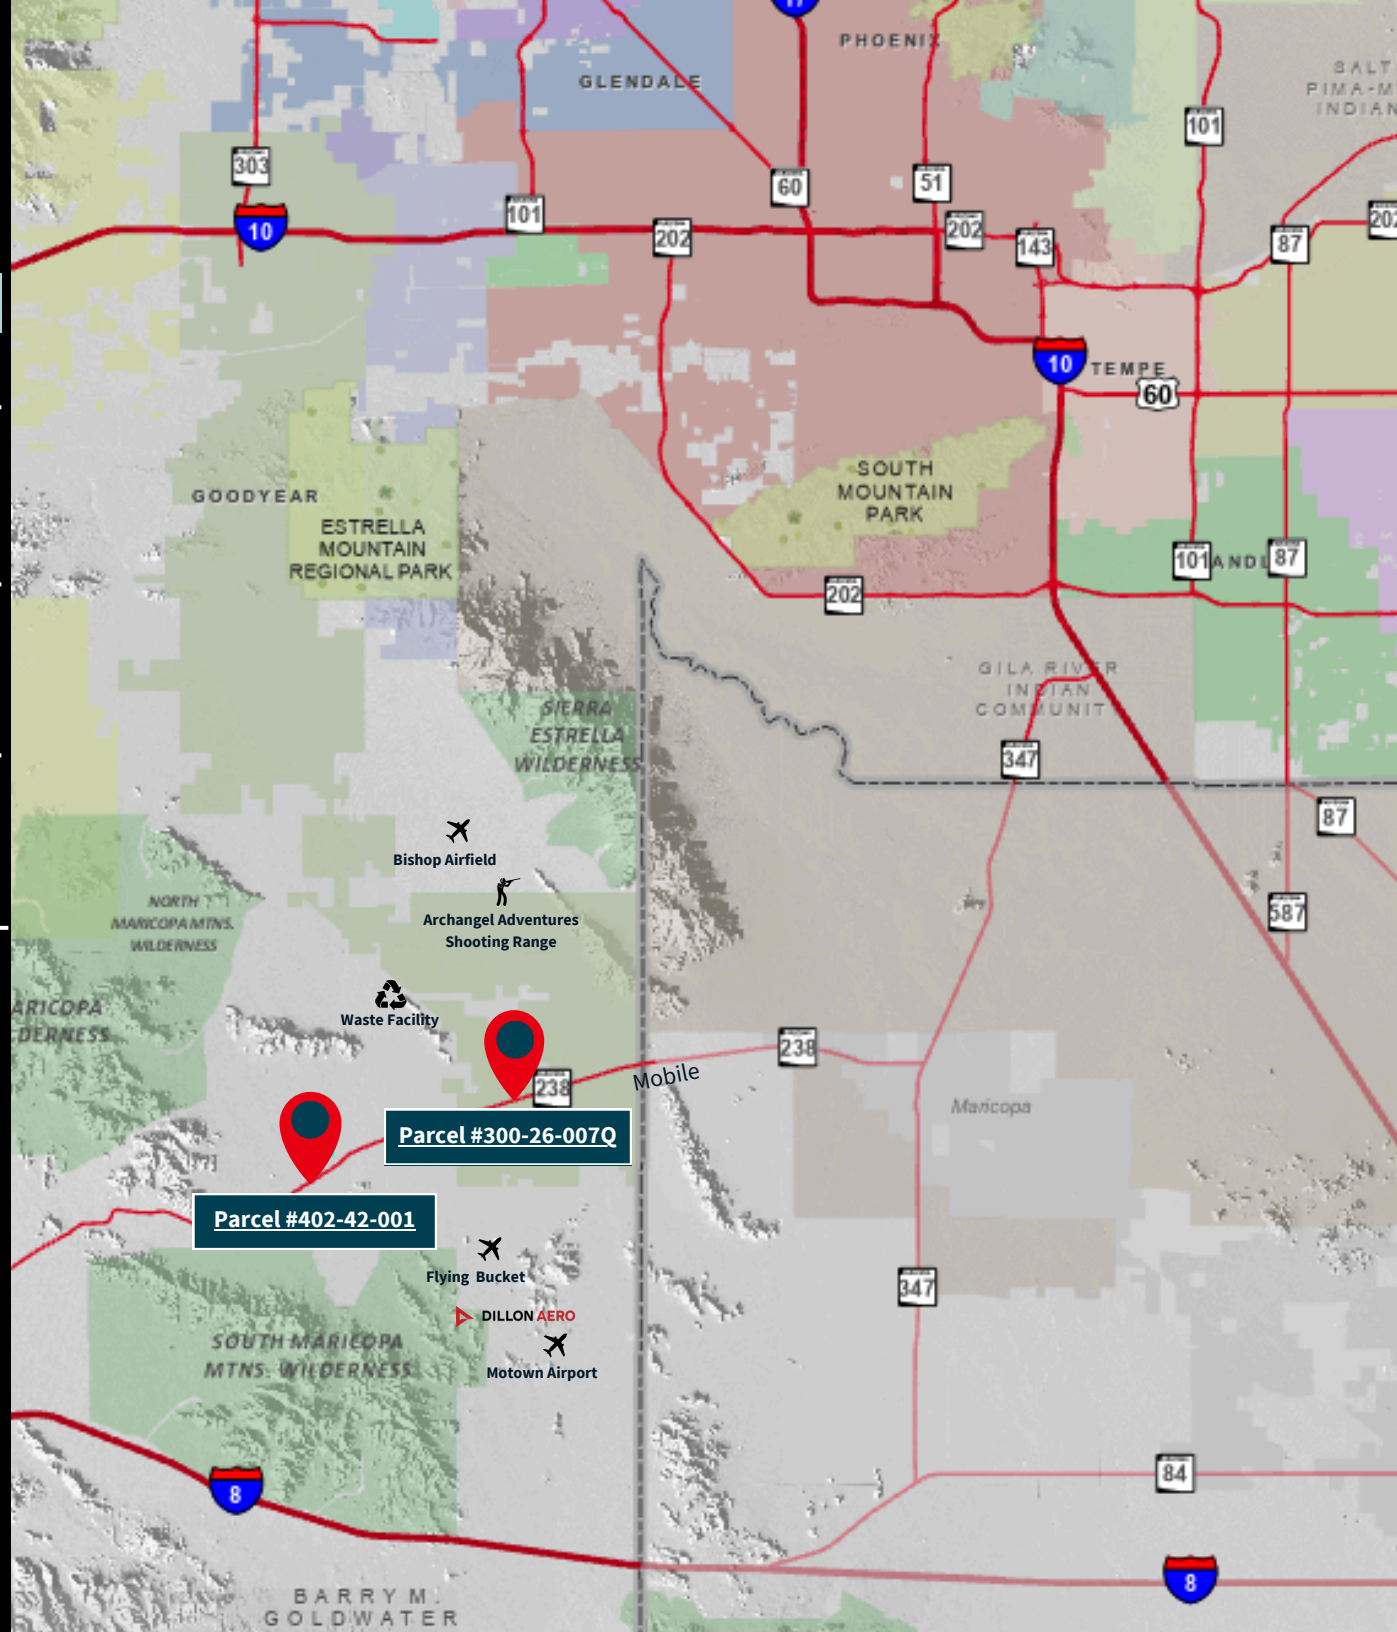 17
PHOENIX
GLENDALE
SALT
PIMA-M
INDIAN
101
303
60
51
10
101
202
202
143
87
202
10
TEMPE
60
SOUTH
MOUNTAIN
PARK
GOODYEAR
ESTRELLA
MOUNTAIN
REGIONAL PARK
101
ANDL
87
202
GILA RIVER
INDIAN
COMMUNIT
SIERRA
ESTRELLA
WILDERNESS
347
87
Bishop Airfield
NORTH
MARICOPA MTNS.
WILDERNESS
Archangel Adventures
Shooting Range
587
ARICOPA
DERNESS
Waste Facility
238
Mobile
238
Maricopa
Parcel #300-26-007Q
Parcel #402-42-001
Flying Bucket
347
DILLON AERO
SOUTH MARICOPA
MTNS. WILDERNESS
Motown Airport
84
8
8
BARRY M.
GOLDWATER